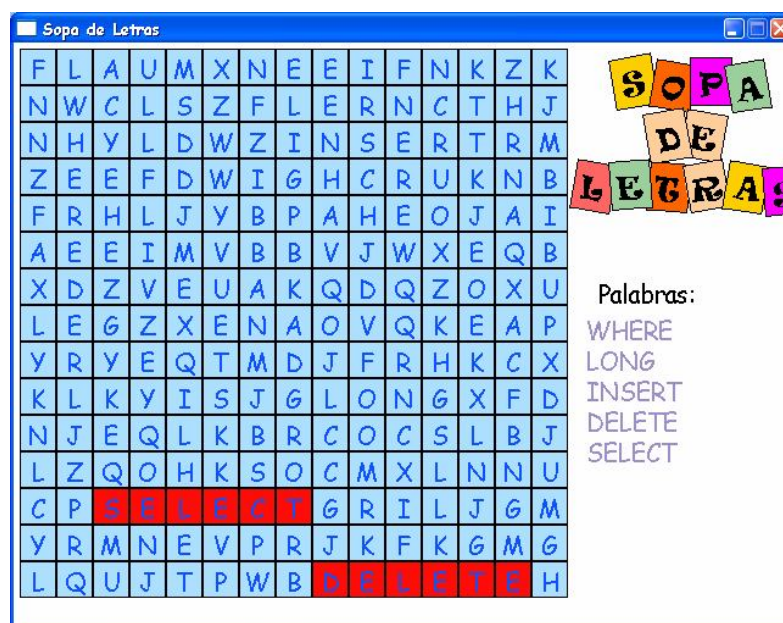 Sopa de Letras
F L A U M X N E E I F N K Z K
N W C L S Z F L E R N C T H J
N H Y L D W Z I N S E R T R M
Z E E F D W I G H C R U K N B
F R H L J Y B P A H E O J A I
A E E I M V B B V J W X E Q B
X D Z V E U A K Q D Q Z O X U
L E G Z X E N A O V Q K E A P
Y R Y E Q T M D J F R H K C X
K L K Y I S J G L O N G X F D
N J E Q L K B R C O C S L B J
L Z Q O H K S O C M X L N N U
C P S E L E C T G R I L J G M
Y R M N E V P R J K F K G M G
L Q U J T P W B D E L E T E H
SOPA
DE
LETRAS
Palabras:
WHERE
LONG
INSERT
DELETE
SELECT